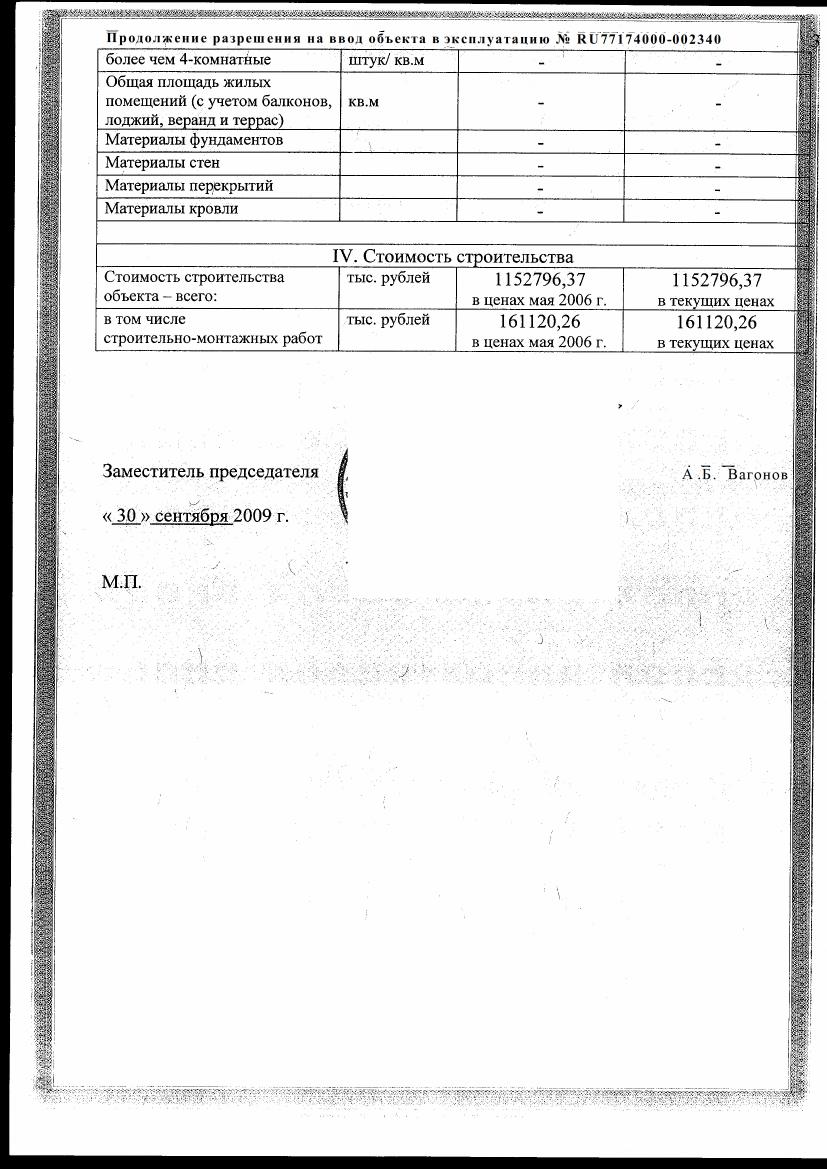 Продолжение разрешения на ввод объекта в эксплуатацию № RU77174000-002340
более чем 4-комнатные штук/ кв.м - -
Общая площадь жилых
помещений (с учетом балконов, кв.м - -
лоджий, веранд и террас)
Материалы фундаментов - -
Материалы стен - -
Материалы перекрытий - -
Материалы кровли - -
IV. Стоимость строительства
Стоимость строительства тыс. рублей 1152796,37 1152796,37
объекта – всего: в ценах мая 2006 г. в текущих ценах
в том числе тыс. рублей 161120,26 161120,26
строительно-монтажных работ в ценах мая 2006 г. в текущих ценах
Заместитель председателя А.Б. Вагонов
« 30 » сентября 2009 г.
М.П.